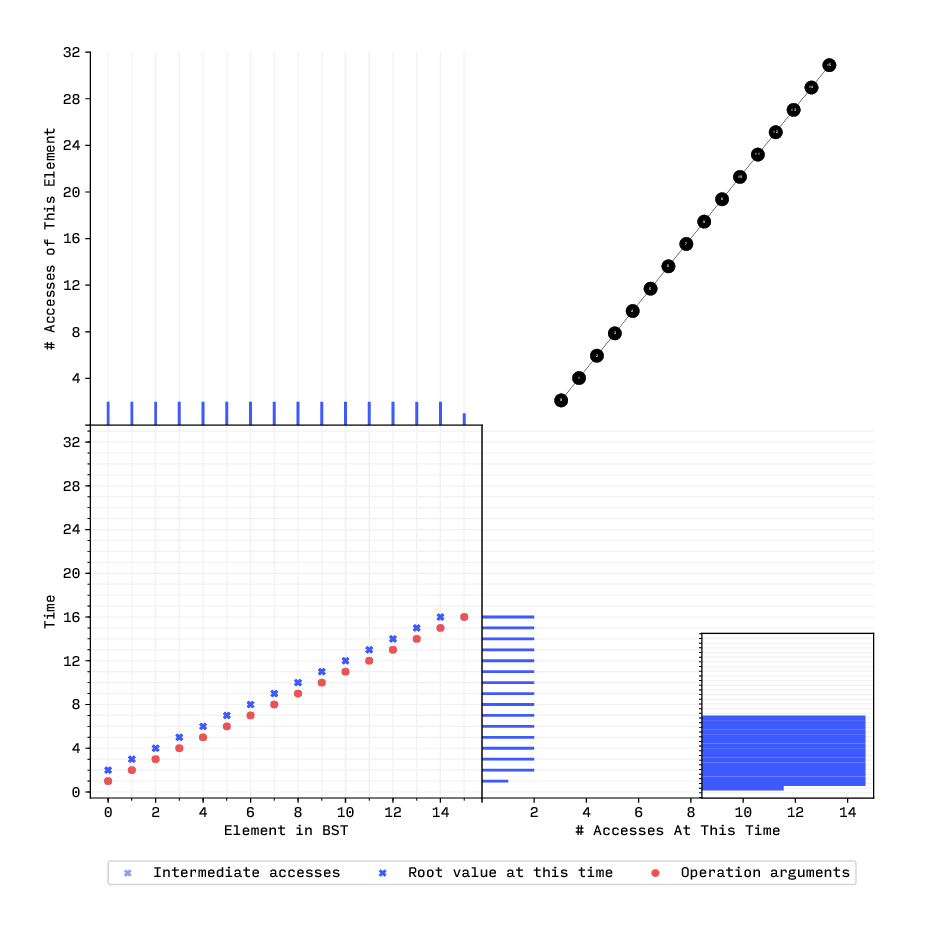 32
28
24
20
16
12
8
4
# Accesses of This Element
32
28
24
20
16
12
8
4
0
Time
0 2 4 6 8 10 12 14
Element in BST
2 4 6 8 10 12 14
# Accesses At This Time
Intermediate accesses
Root value at this time
Operation arguments